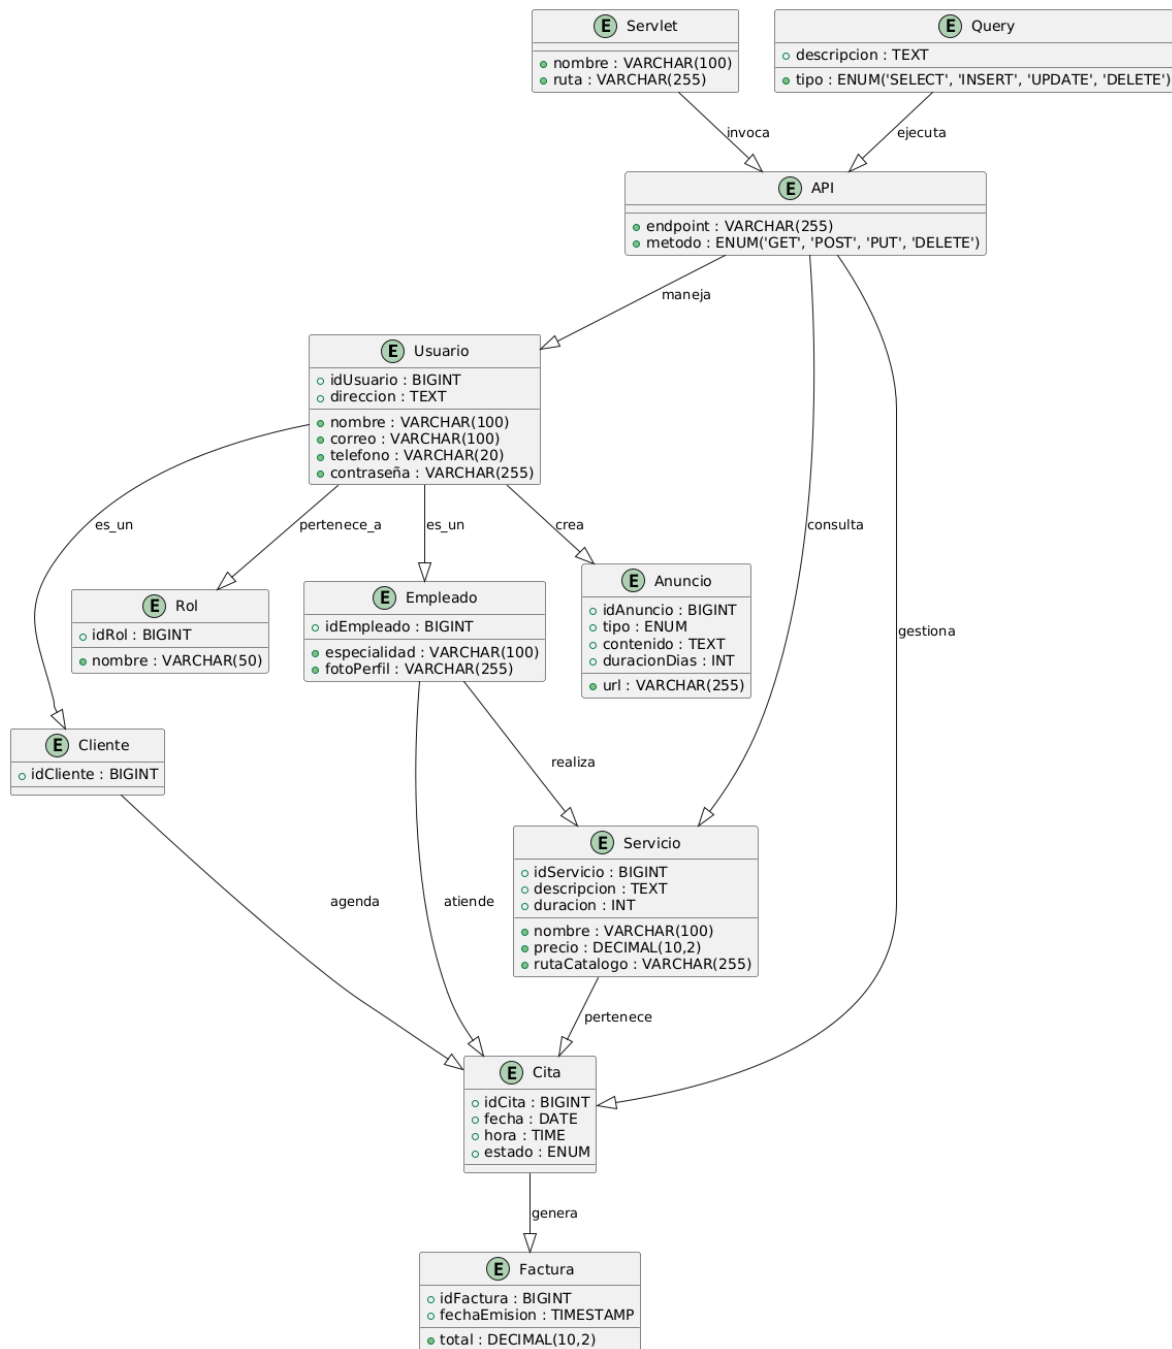 E Servlet
nombre : VARCHAR(100)
ruta : VARCHAR(255)
E Query
descripcion : TEXT
tipo : ENUM('SELECT', 'INSERT', 'UPDATE', 'DELETE')
invoca
ejecuta
E API
endpoint : VARCHAR(255)
metodo : ENUM('GET', 'POST', 'PUT', 'DELETE')
maneja
E Usuario
idUsuario : BIGINT
direccion : TEXT
nombre : VARCHAR(100)
correo : VARCHAR(100)
telefono : VARCHAR(20)
contraseña : VARCHAR(255)
es_un
pertenece_a
es_un
crea
consulta
E Rol
idRol : BIGINT
nombre : VARCHAR(50)
E Empleado
idEmpleado : BIGINT
especialidad : VARCHAR(100)
fotoPerfil : VARCHAR(255)
E Anuncio
idAnuncio : BIGINT
tipo : ENUM
contenido : TEXT
duracionDias : INT
url : VARCHAR(255)
gestiona
E Cliente
idCliente : BIGINT
realiza
E Servicio
idServicio : BIGINT
descripcion : TEXT
duracion : INT
nombre : VARCHAR(100)
precio : DECIMAL(10,2)
rutaCatalogo : VARCHAR(255)
agenda
atiende
pertenece
E Cita
idCita : BIGINT
fecha : DATE
hora : TIME
estado : ENUM
genera
E Factura
idFactura : BIGINT
fechaEmision : TIMESTAMP
total : DECIMAL(10,2)